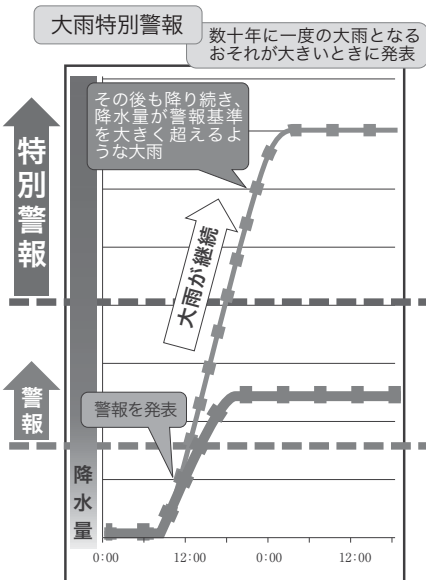 大雨特別警報
数十年に一度の大雨となる
おそれが大きいときに発表
その後も降り続き、
降水量が警報基準
を大きく超えるよ
うな大雨
特別警報
大雨が継続
警報
警報を発表
降水量
0:00
12:00
0:00
12:00